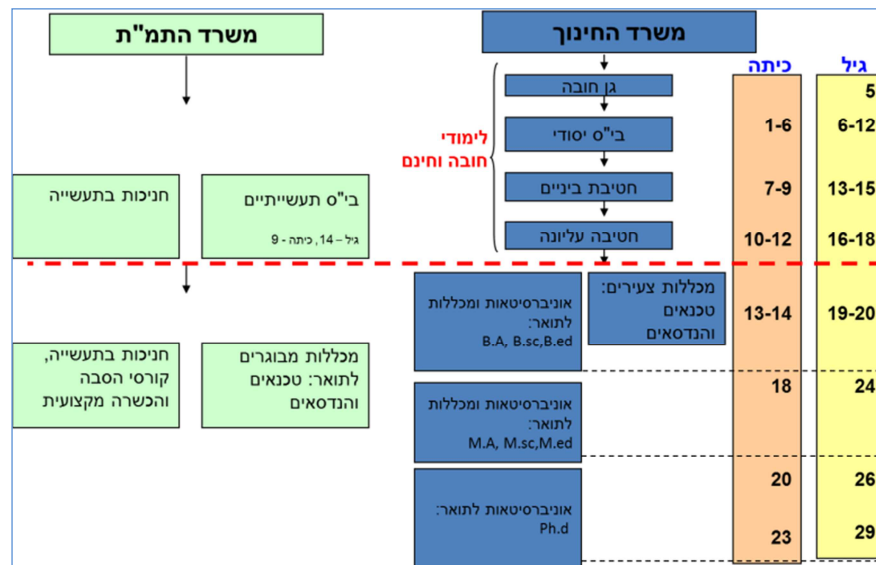 משרד התמ"ת
משרד החינוך
כיתה
גיל
גן חובה
5
בי"ס יסודי
1-6
6-12
לימודי
חובה וחינם
חטיבת ביניים
7-9
13-15
חטיבה עליונה
10-12
16-18
בי"ס תעשייתיים
גיל – 14, כיתה - 9
חניכות בתעשייה
מכללות צעירים:
טכנאים
והנדסאים
אוניברסיטאות ומכללות
לתואר:
B.A, B.sc,B.ed
13-14
19-20
מכללות מבוגרים
לתואר: טכנאים
והנדסאים
חניכות בתעשייה,
קורסי הסבה
והכשרה מקצועית
אוניברסיטאות ומכללות
לתואר:
M.A, M.sc,M.ed
18
24
אוניברסיטאות לתואר:
Ph.d
20
26
23
29